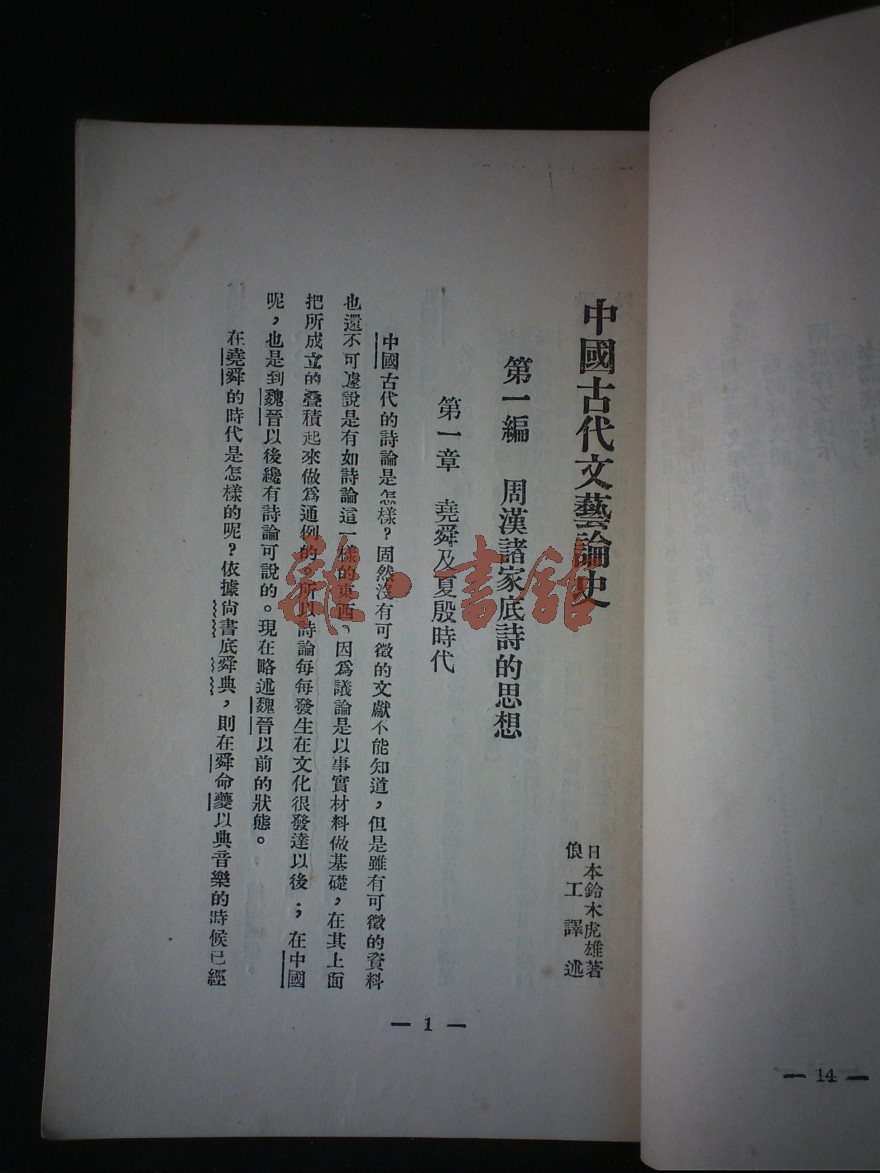 中國古代文藝論史
日本鈴木虎雄著
俍工譯述
第一編　周漢諸家底詩的思想
第一章　堯舜及夏殷時代
中國古代的詩論是怎樣？固然沒有可徵的文獻不能知道，但是雖有可徵的資料
也還不可遽說是有如詩論這一樣的東西，因爲議論是以事實材料做基礎，在其上面
把所成立的疊積起來做爲通例的。所以詩論每每發生在文化很發達以後；在中國
呢，也是到魏晉以後纔有詩論可說的。現在略述魏晉以前的狀態。
在堯舜的時代是怎樣的呢？依據尚書底舜典，則在舜命夔以典音樂的時候已經
— 1 —
— 14 —
雜·書館